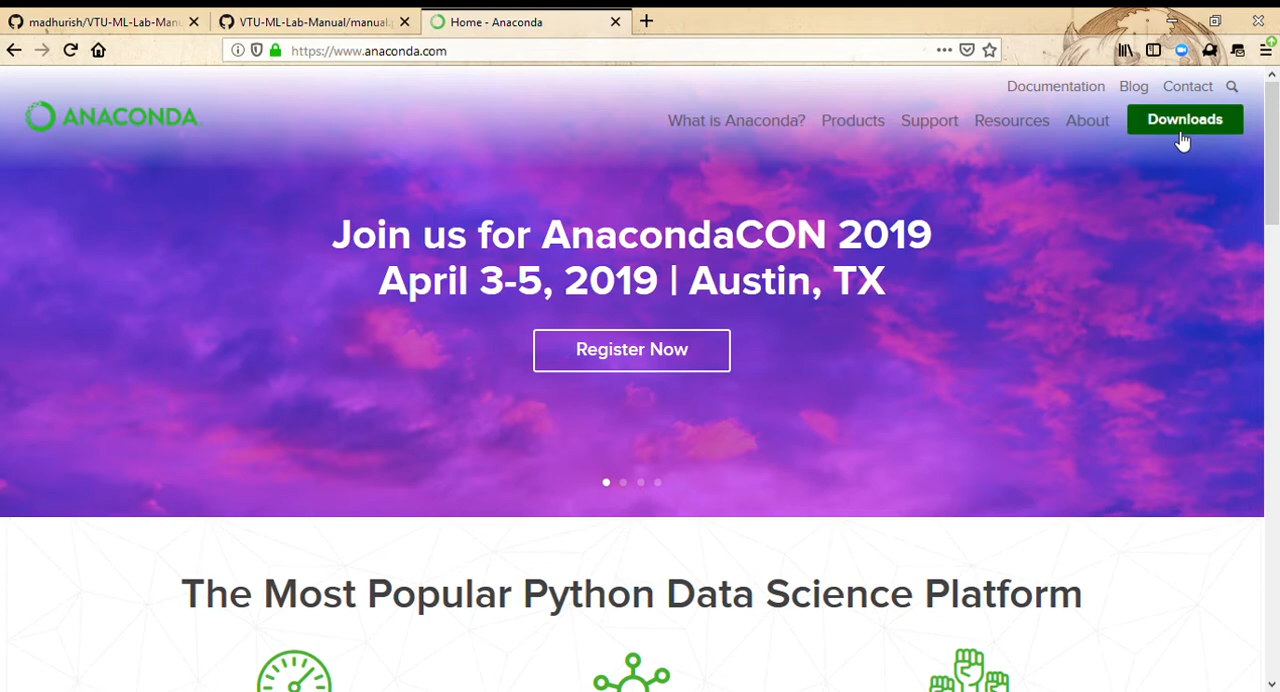 madhurish/VTU-ML-Lab-Manu
VTU-ML-Lab-Manual/manual.p
Home - Anaconda
https://www.anaconda.com
Documentation Blog Contact
ANACONDA.
What is Anaconda? Products Support Resources About Downloads
Join us for AnacondaCON 2019
April 3-5, 2019 | Austin, TX
Register Now
The Most Popular Python Data Science Platform